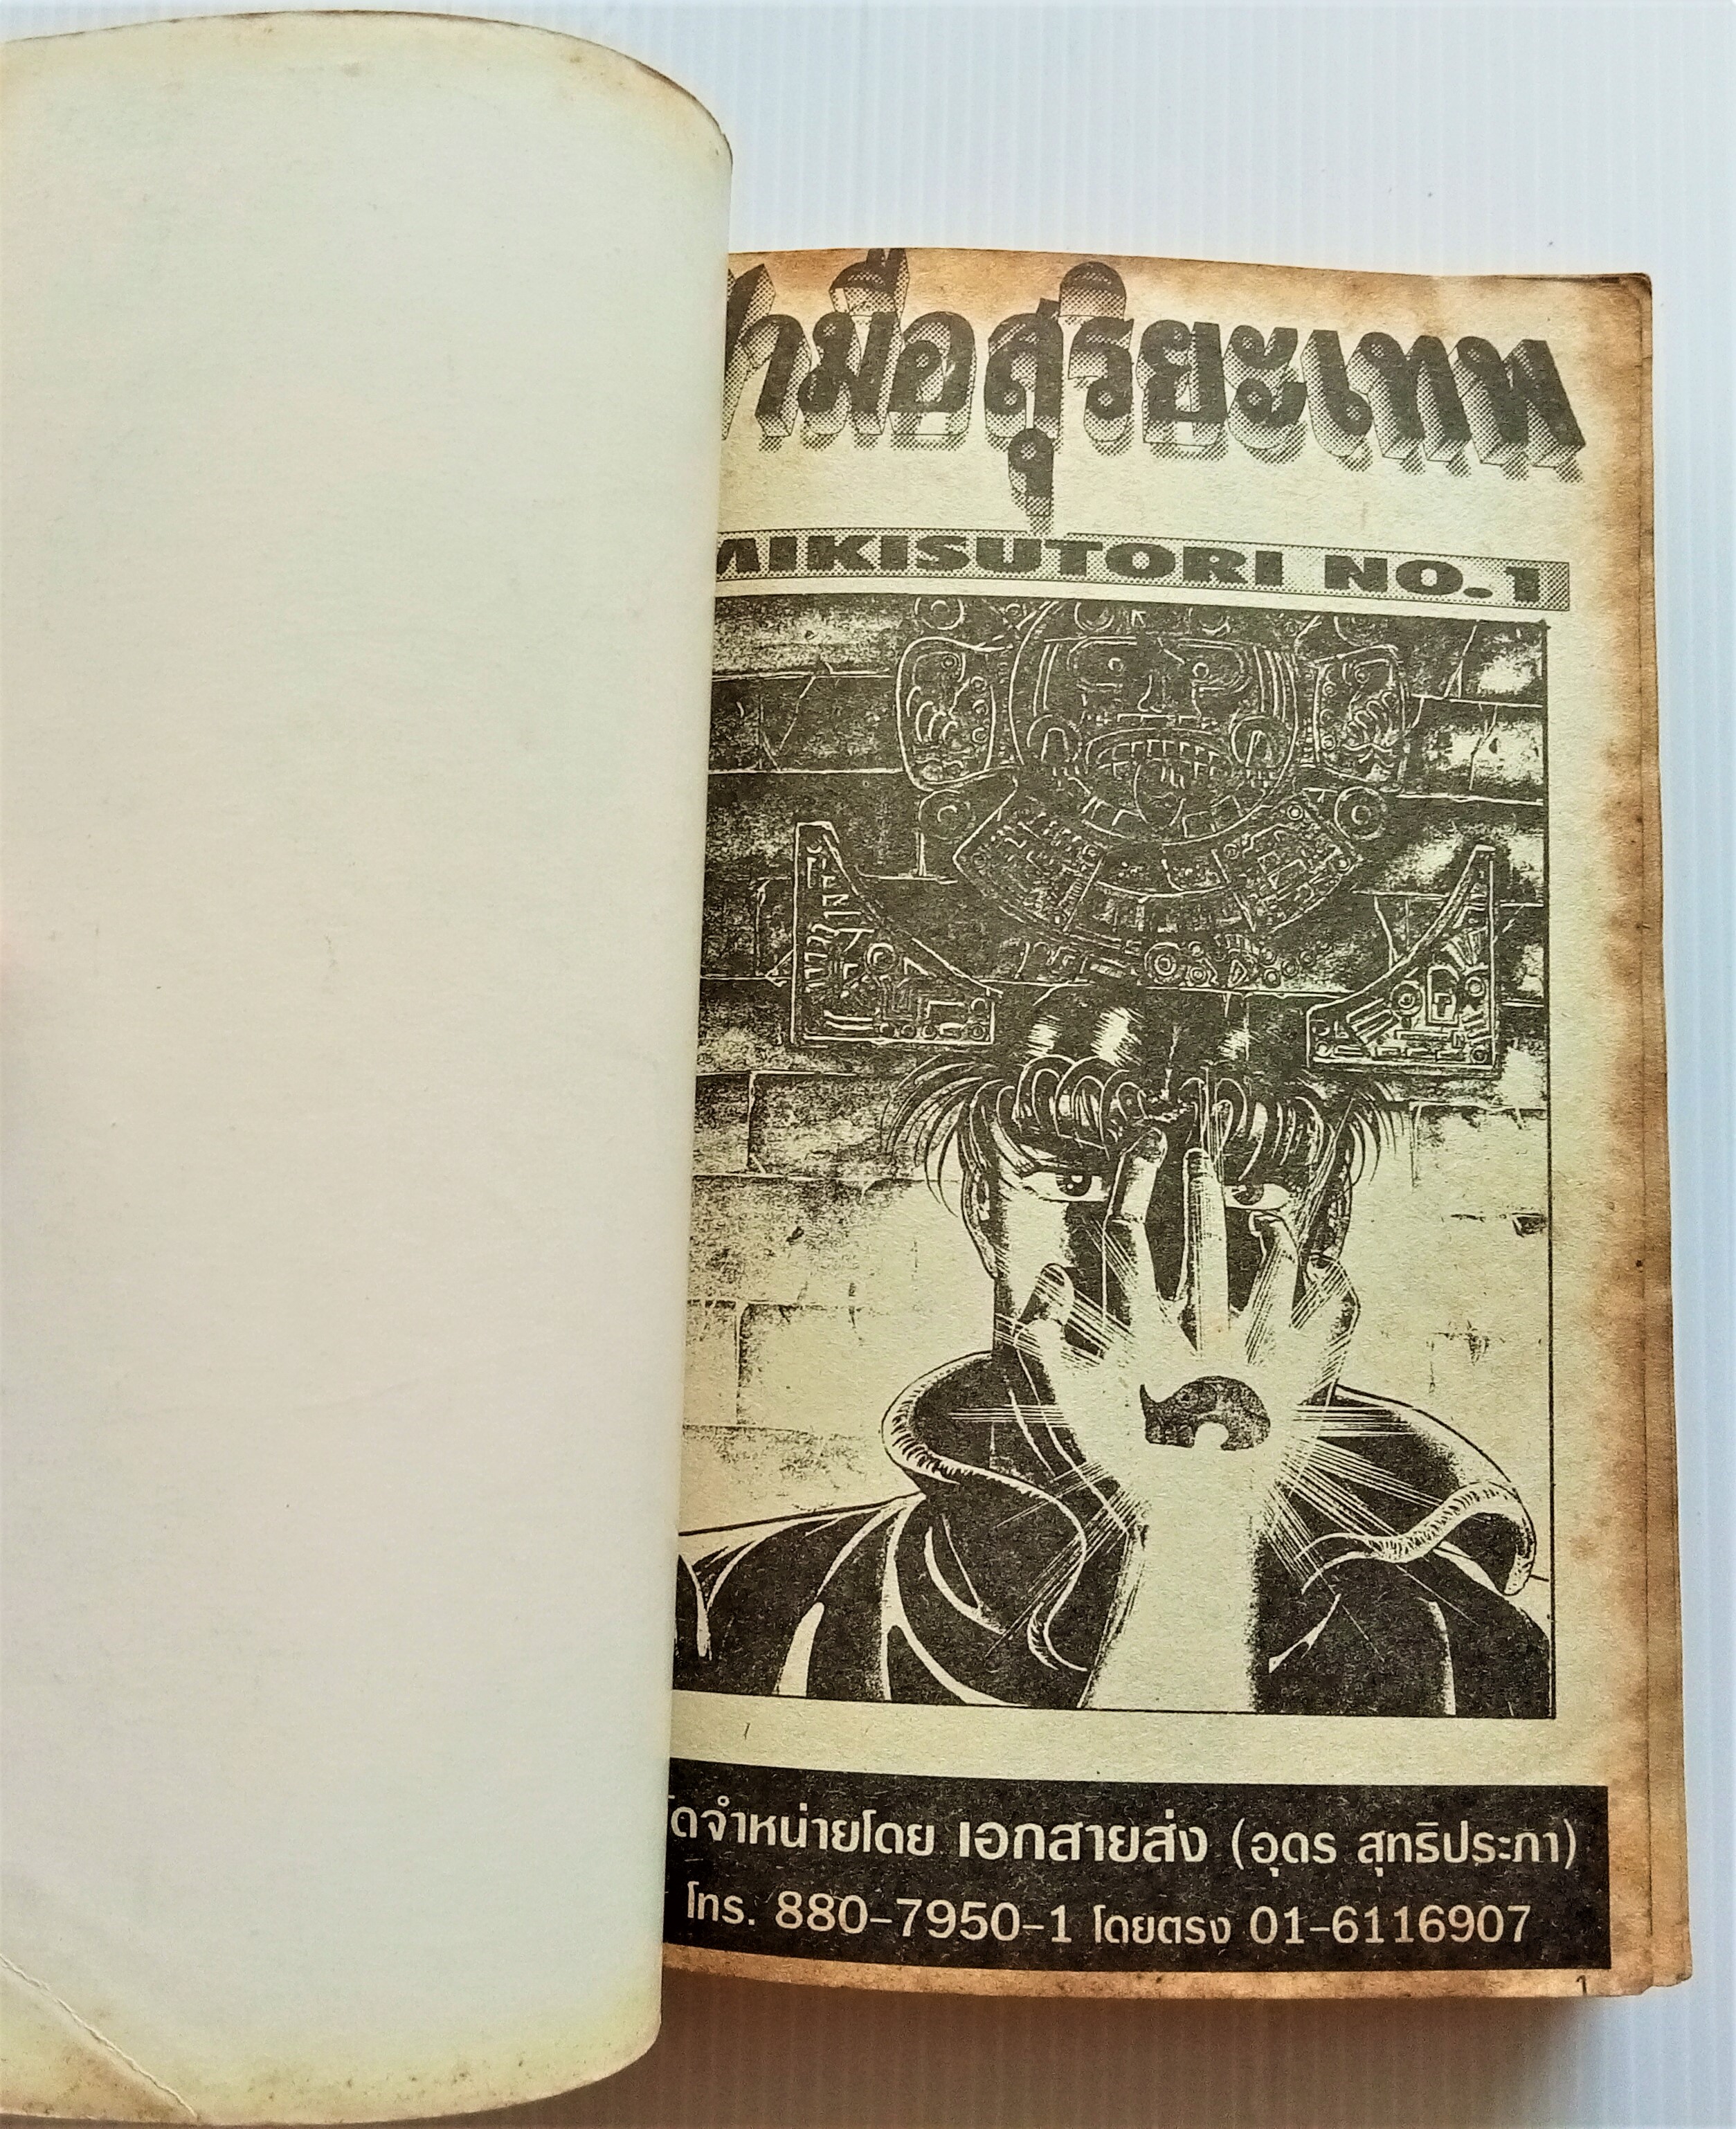 ามือสุริยะเทพ
MIKISUTORI NO.1
จัดจำหน่ายโดย เอกสายส่ง (อุดร สุทธิประภา)
โทร. 880-7950-1 โดยตรง 01-6116907
1